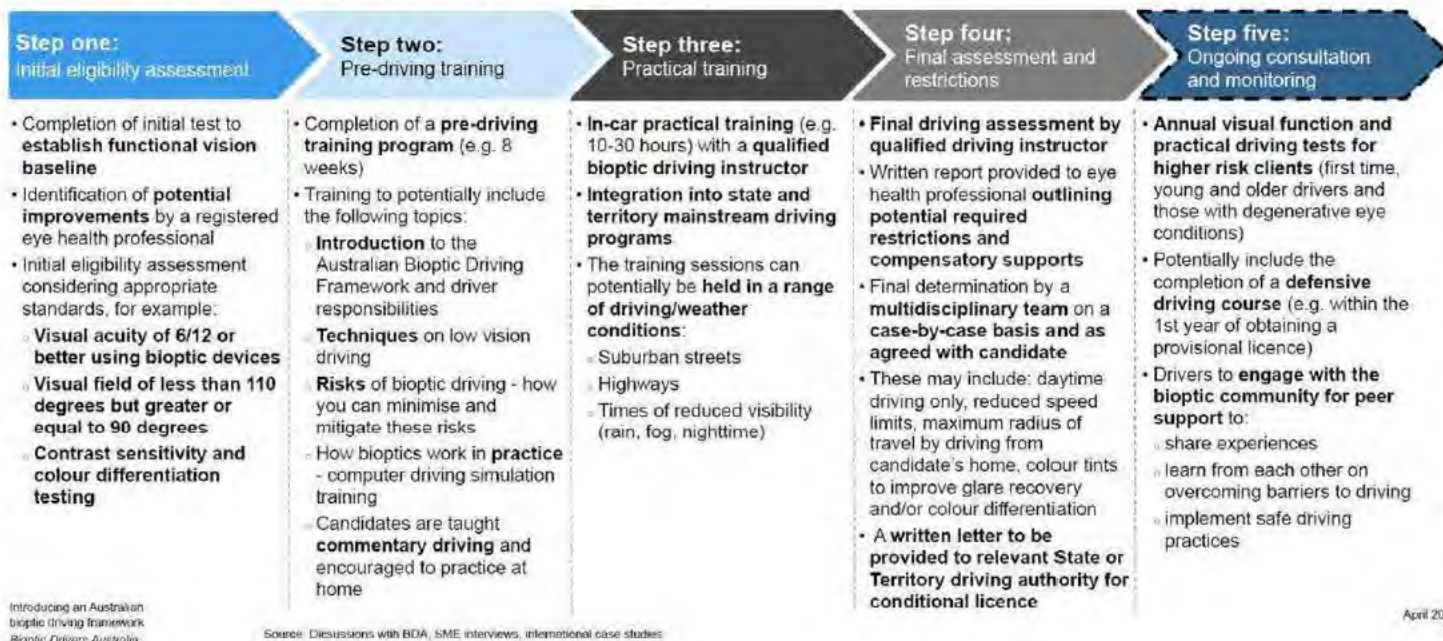 Step one:
Initial eligibility assessment
• Completion of initial test to
establish functional vision
baseline
• Identification of potential
improvements by a registered
eye health professional
• Initial eligibility assessment
considering appropriate
standards, for example:
o Visual acuity of 6/12 or
better using bioptic devices
o Visual field of less than 110
degrees but greater or
equal to 90 degrees
o Contrast sensitivity and
colour differentiation
testing
Step two:
Pre-driving training
• Completion of a pre-driving
training program (e.g. 8
weeks)
• Training to potentially include
the following topics:
o Introduction to the
Australian Bioptic Driving
Framework and driver
responsibilities
o Techniques on low vision
driving
o Risks of bioptic driving - how
you can minimise and
mitigate these risks
o How bioptics work in practice
- computer driving simulation
training
o Candidates are taught
commentary driving and
encouraged to practice at
home
Step three:
Practical training
• In-car practical training (e.g.
10-30 hours) with a qualified
bioptic driving instructor
• Integration into state and
territory mainstream driving
programs
• The training sessions can
potentially be held in a range
of driving/weather
conditions:
o Suburban streets
o Highways
o Times of reduced visibility
(rain, fog, nighttime)
Step four:
Final assessment and
restrictions
• Final driving assessment by
qualified driving instructor
• Written report provided to eye
health professional outlining
potential required
restrictions and
compensatory supports
• Final determination by a
multidisciplinary team on a
case-by-case basis and as
agreed with candidate
• These may include: daytime
driving only, reduced speed
limits, maximum radius of
travel by driving from
candidate's home, colour tints
to improve glare recovery
and/or colour differentiation
• A written letter to be
provided to relevant State or
Territory driving authority for
conditional licence
Step five:
Ongoing consultation
and monitoring
• Annual visual function and
practical driving tests for
higher risk clients (first time,
young and older drivers and
those with degenerative eye
conditions)
• Potentially include the
completion of a defensive
driving course (e.g. within the
1st year of obtaining a
provisional licence)
• Drivers to engage with the
bioptic community for peer
support to:
o share experiences
o learn from each other on
overcoming barriers to driving
o implement safe driving
practices
Introducing an Australian
bioptic driving framework
Bioptic Drivers Australia
Source: Discussions with BDA, SME interviews, international case studies
April 20